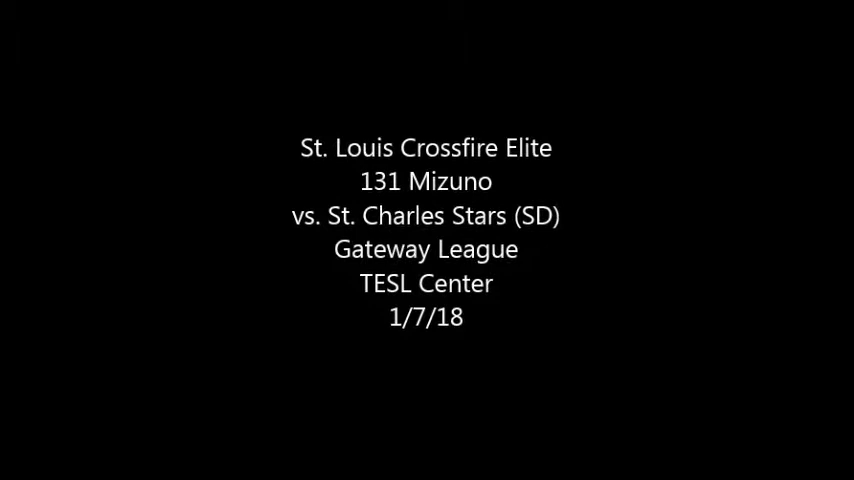 St. Louis Crossfire Elite
131 Mizuno
vs. St. Charles Stars (SD)
Gateway League
TESL Center
1/7/18